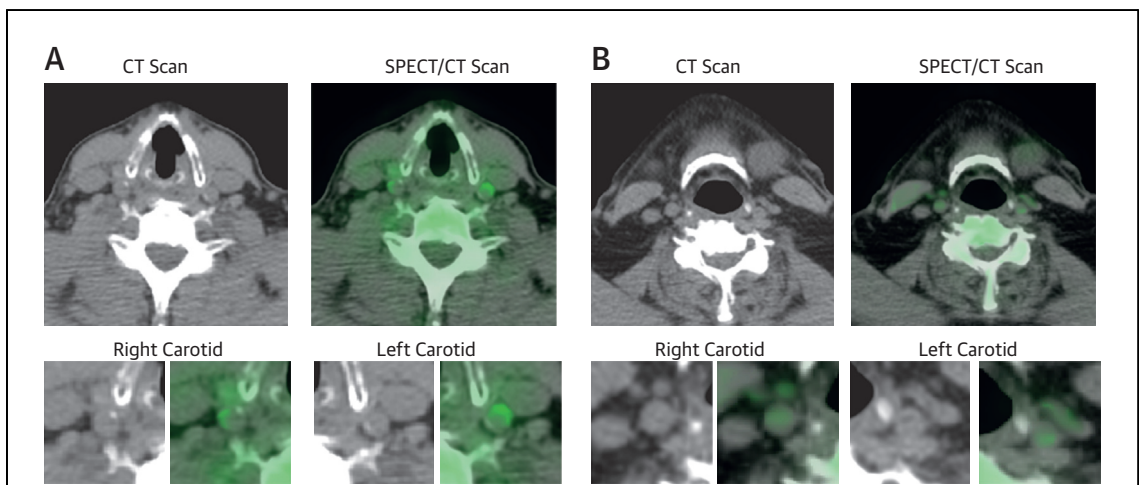 A
CT Scan
SPECT/CT Scan
Right Carotid
Left Carotid
B
CT Scan
SPECT/CT Scan
Right Carotid
Left Carotid